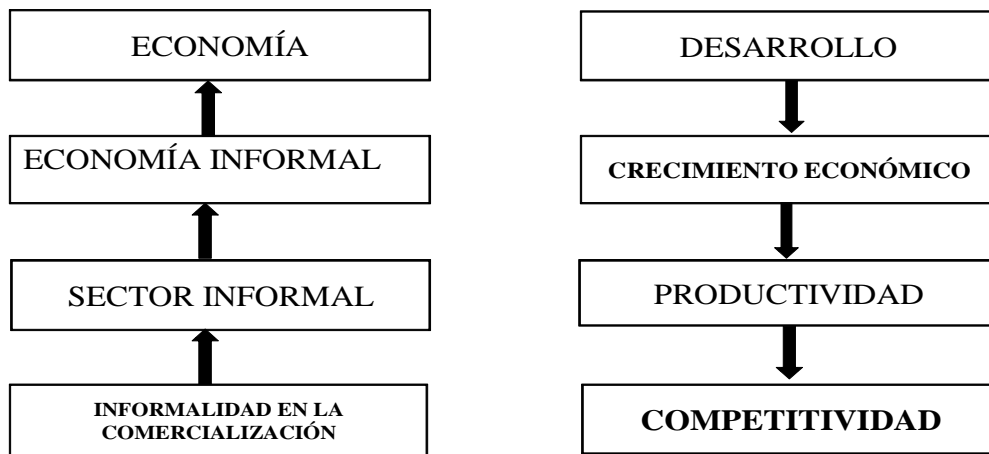 ECONOMÍA
ECONOMÍA INFORMAL
SECTOR INFORMAL
INFORMALIDAD EN LA
COMERCIALIZACIÓN
DESARROLLO
CRECIMIENTO ECONÓMICO
PRODUCTIVIDAD
COMPETITIVIDAD